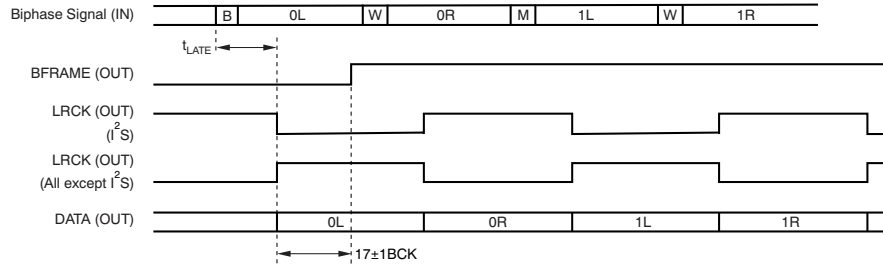 Biphase Signal (IN) B 0L W 0R M 1L W 1R
tLATE
BFRAME (OUT)
LRCK (OUT)
(I2S)
LRCK (OUT)
(All except I2S)
DATA (OUT) 0L 0R 1L 1R
17±1BCK